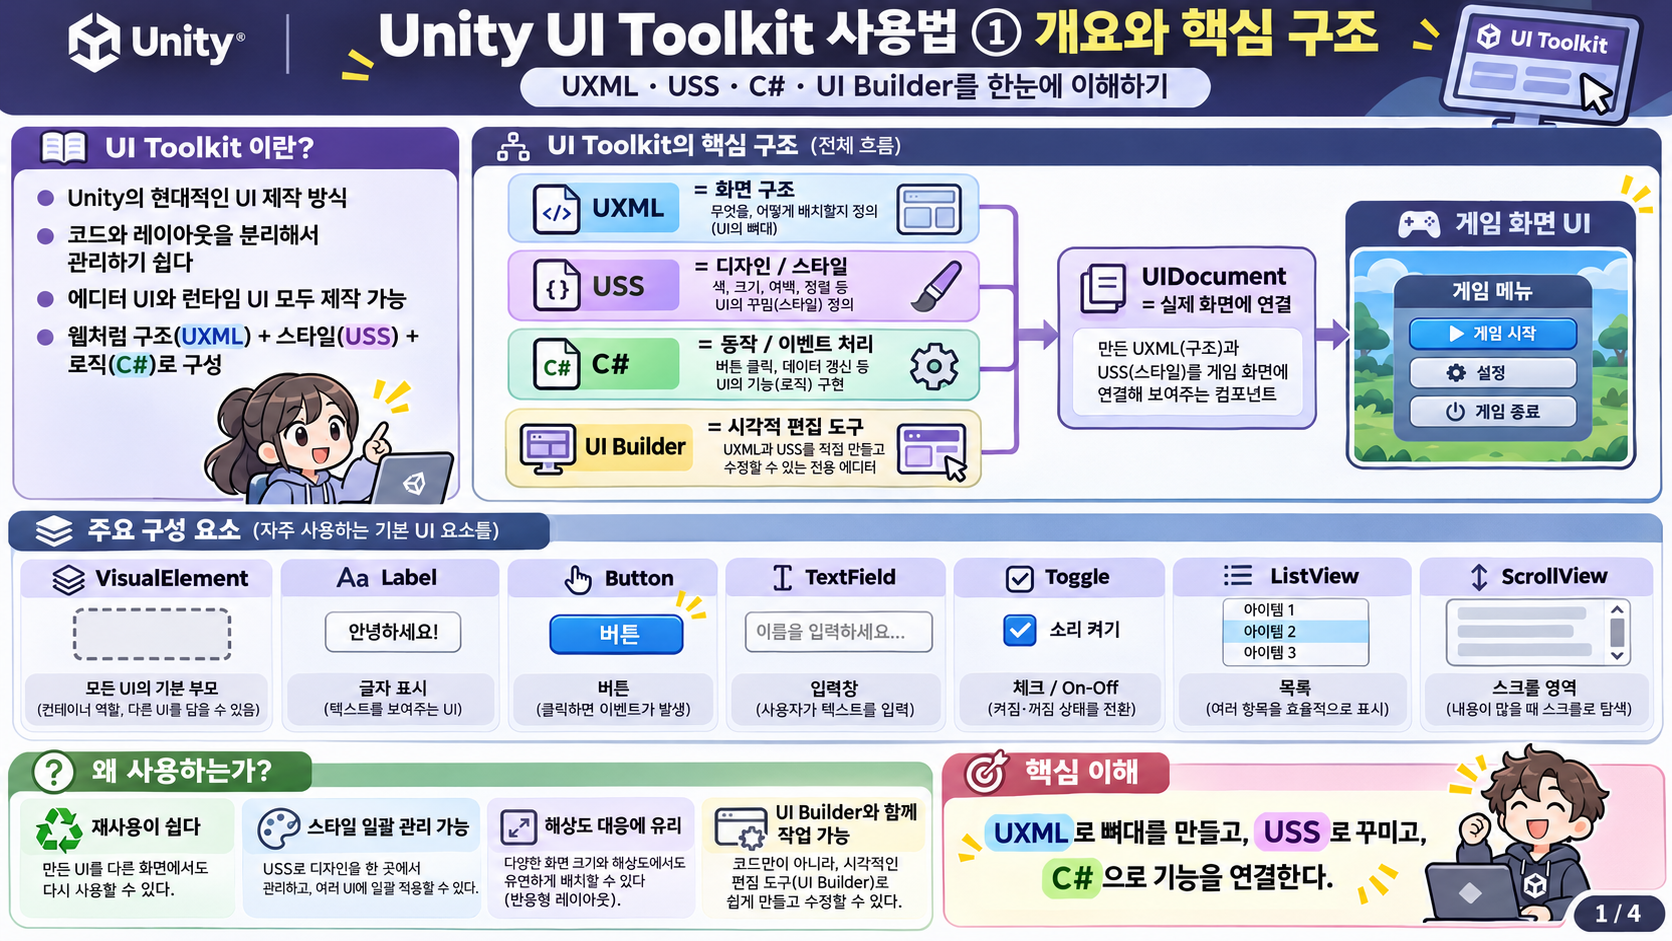 Unity®
Unity UI Toolkit 사용법 ① 개요와 핵심 구조
UXML · USS · C# · UI Builder를 한눈에 이해하기
UI Toolkit
UI Toolkit 이란?
Unity의 현대적인 UI 제작 방식
코드와 레이아웃을 분리해서
관리하기 쉽다
에디터 UI와 런타임 UI 모두 제작 가능
웹처럼 구조(UXML) + 스타일(USS) +
로직(C#)로 구성
UI Toolkit의 핵심 구조 (전체 흐름)
</> UXML
= 화면 구조
무엇을, 어떻게 배치할지 정의
(UI의 뼈대)
{} USS
= 디자인 / 스타일
색, 크기, 여백, 정렬 등
UI의 꾸밈(스타일) 정의
C# C#
= 동작 / 이벤트 처리
버튼 클릭, 데이터 갱신 등
UI의 기능(로직) 구현
UI Builder
= 시각적 편집 도구
UXML과 USS를 직접 만들고
수정할 수 있는 전용 에디터
UIDocument
= 실제 화면에 연결
만든 UXML(구조)과
USS(스타일)를 게임 화면에
연결해 보여주는 컴포넌트
게임 화면 UI
게임 메뉴
게임 시작
설정
게임 종료
주요 구성 요소 (자주 사용하는 기본 UI 요소틀)
VisualElement
모든 UI의 기분 부모
(컨테이너 역할, 다른 UI를 담을 수 있음)
Aa Label
안녕하세요!
글자 표시
(텍스트를 보여주는 UI)
Button
버튼
버튼
(클릭하면 이벤트가 발생)
TextField
이름을 입력하세요...
입력창
(사용자가 텍스트를 입력)
Toggle
소리 켜기
체크 / On-Off
(켜짐·꺼짐 상태를 전환)
ListView
아이템 1
아이템 2
아이템 3
목록
(여러 항목을 효율적으로 표시)
ScrollView
스크롤 영역
(내용이 많을 때 스크를로 탐색)
? 왜 사용하는가?
재사용이 쉽다
만든 UI를 다른 화면에서도
다시 사용할 수 있다.
스타일 일괄 관리 가능
USS로 디자인을 한 곳에서
관리하고, 여러 UI에 일괄 적용할 수 있다.
해상도 대응에 유리
다양한 화면 크기와 해상도에서도
유연하게 배치할 수 있다
(반응형 레이아웃).
UI Builder와 함께
작업 가능
코드만이 아니라, 시각적인
편짐 도구(UI Builder)로
쉽게 만들고 수정할 수 있다.
핵심 이해
UXML로 뼈대를 만들고, USS로 꾸미고,
C#으로 기능을 연결한다.
1 / 4